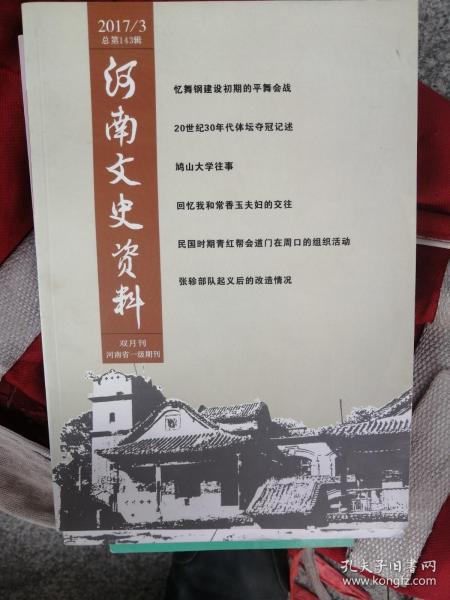 2017/3
总第143辑
河南文史资料
双月刊
河南省一级期刊
忆舞钢建设初期的平舞会战
20世纪30年代体坛夺冠记述
鸠山大学往事
回忆我和常香玉夫妇的交往
民国时期青红帮会道门在周口的组织活动
张轸部队起义后的改造情况
孔夫子旧书网
www.kongfz.com